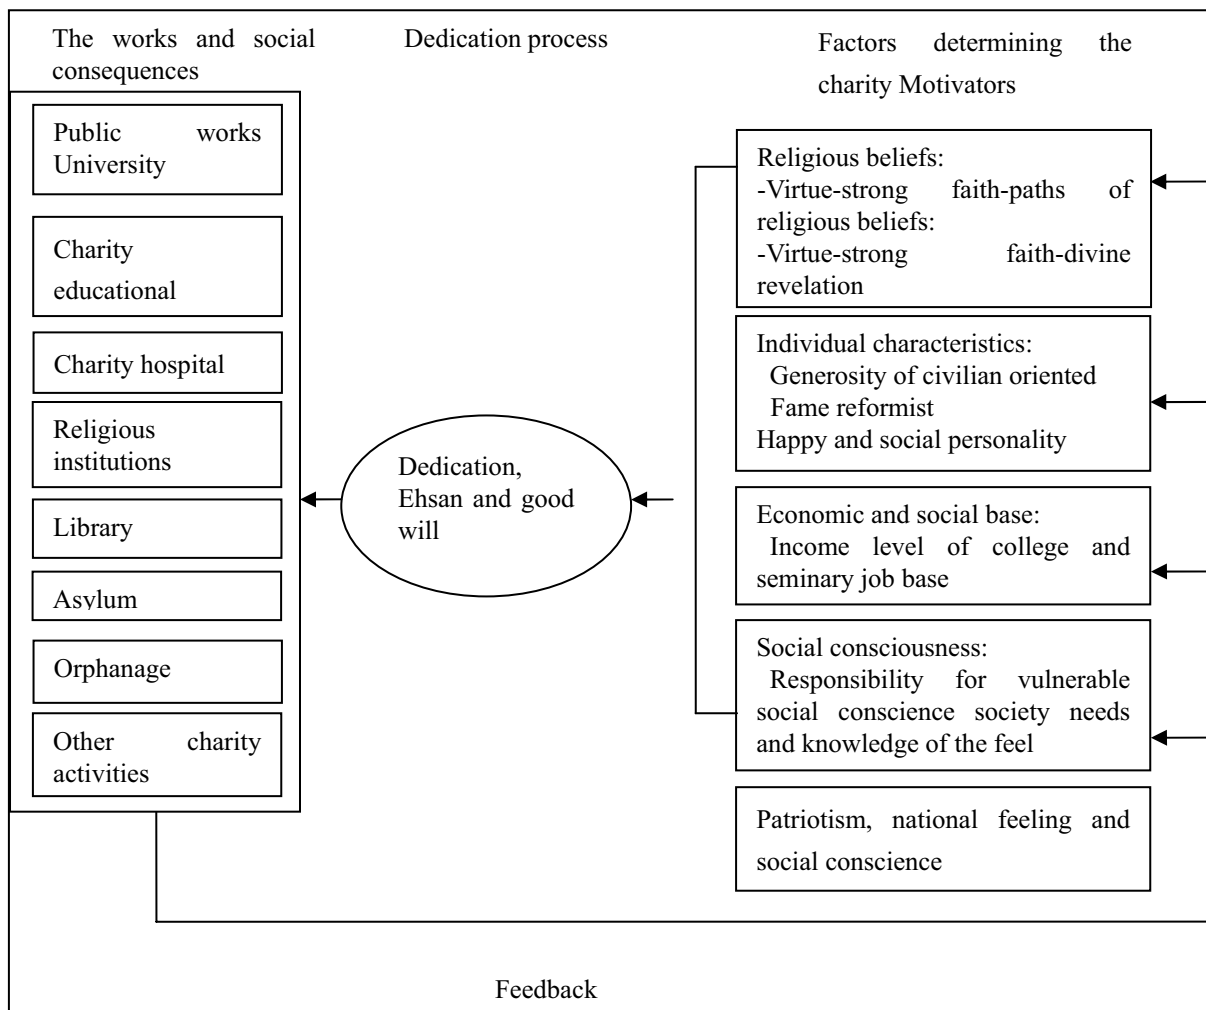 The works and social
consequences
Public works
University
Charity
educational
Charity hospital
Religious
institutions
Library
Asylum
Orphanage
Other charity
activities
Dedication process
Dedication,
Ehsan and good
will
Factors determining the
charity Motivators
Religious beliefs:
-Virtue-strong faith-paths of
religious beliefs:
-Virtue-strong faith-divine
revelation
Individual characteristics:
Generosity of civilian oriented
Fame reformist
Happy and social personality
Economic and social base:
Income level of college and
seminary job base
Social consciousness:
Responsibility for vulnerable
social conscience society needs
and knowledge of the feel
Patriotism, national feeling and
social conscience
Feedback